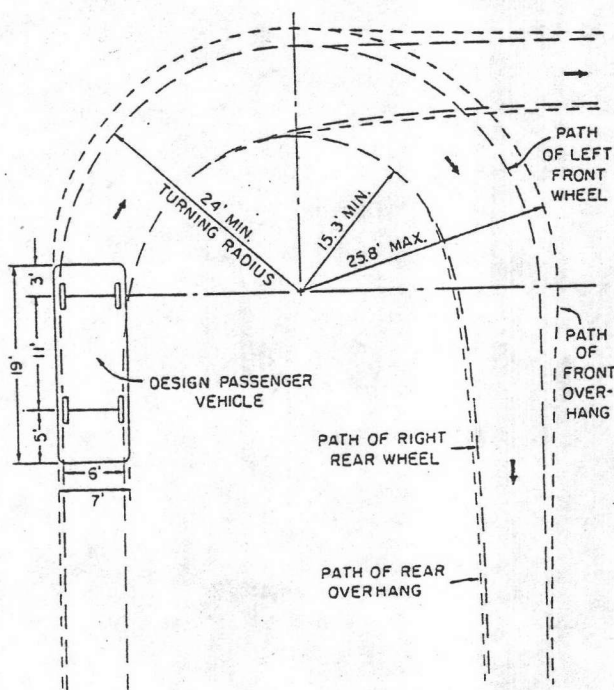 PATH
OF LEFT
FRONT
WHEEL
24' MIN
TURNING RADIUS
15.3' MIN.
25.8' MAX.
3'
11'
19'
5'
6'
7'
DESIGN PASSENGER
VEHICLE
PATH
OF
FRONT
OVER-
HANG
PATH OF RIGHT
REAR WHEEL
PATH OF REAR
OVERHANG